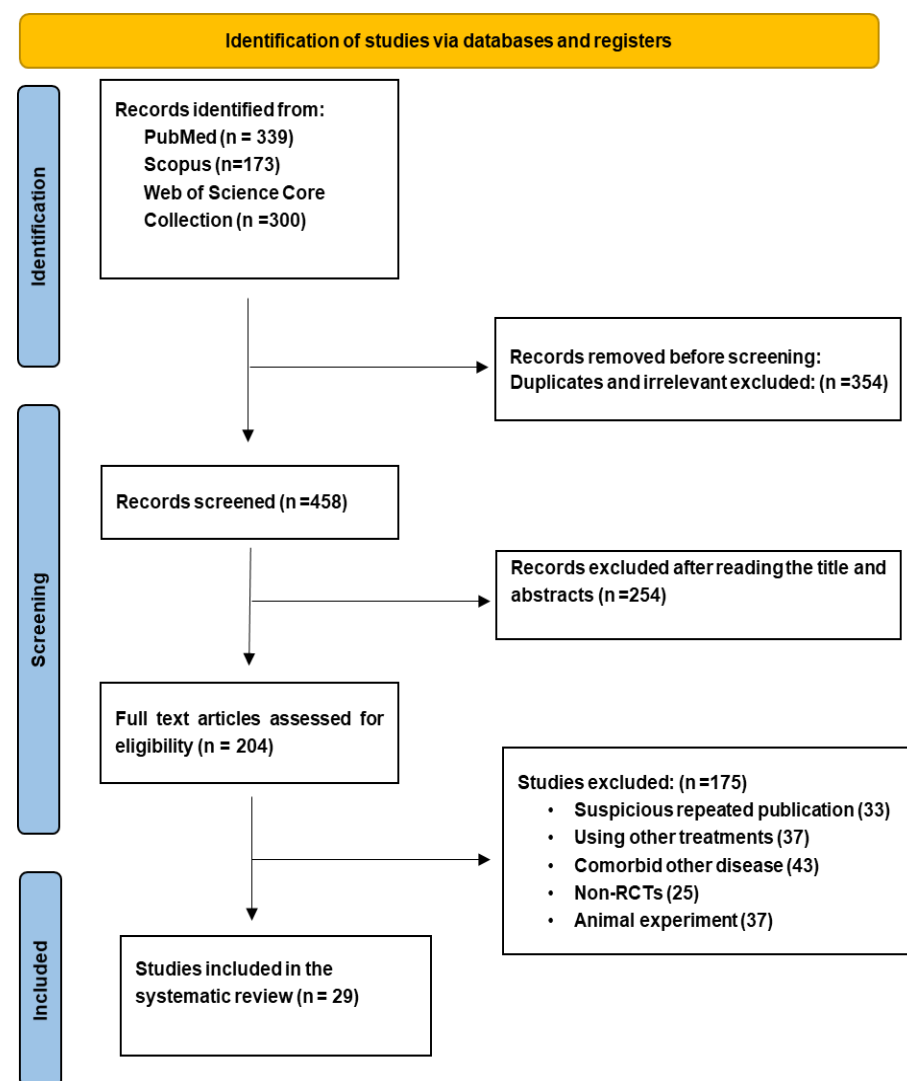 Identification of studies via databases and registers
Identification
Records identified from:
PubMed (n = 339)
Scopus (n=173)
Web of Science Core
Collection (n =300)
Records removed before screening:
Duplicates and irrelevant excluded: (n =354)
Screening
Records screened (n =458)
Records excluded after reading the title and
abstracts (n =254)
Full text articles assessed for
eligibility (n = 204)
Studies excluded: (n =175)
• Suspicious repeated publication (33)
• Using other treatments (37)
• Comorbid other disease (43)
• Non-RCTs (25)
• Animal experiment (37)
Included
Studies included in the
systematic review (n = 29)